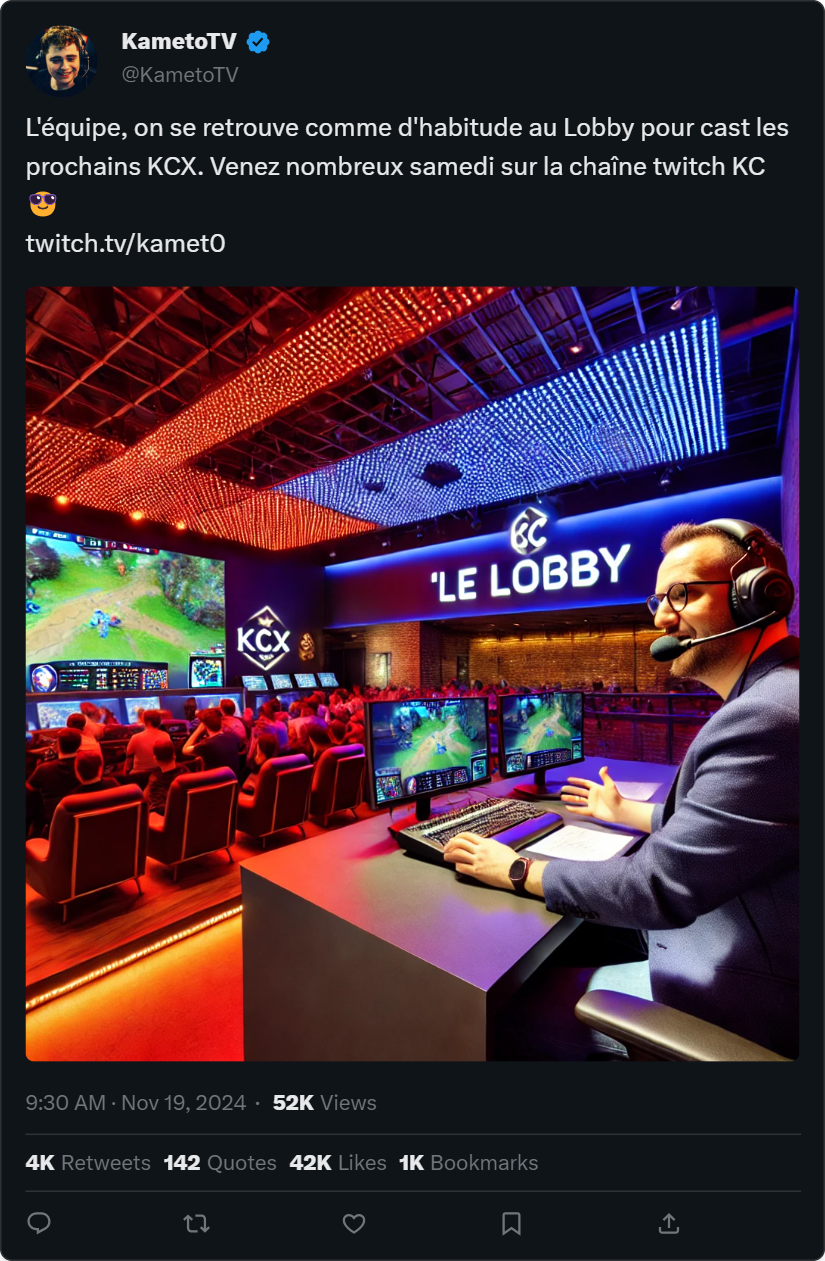 KametoTV
@KametoTV
L'équipe, on se retrouve comme d'habitude au Lobby pour cast les
prochains KCX. Venez nombreux samedi sur la chaîne twitch KC
😎
twitch.tv/kamet0
KC
'LE LOBBY
KCX
9:30 AM · Nov 19, 2024 · 52K Views
4K Retweets 142 Quotes 42K Likes 1K Bookmarks